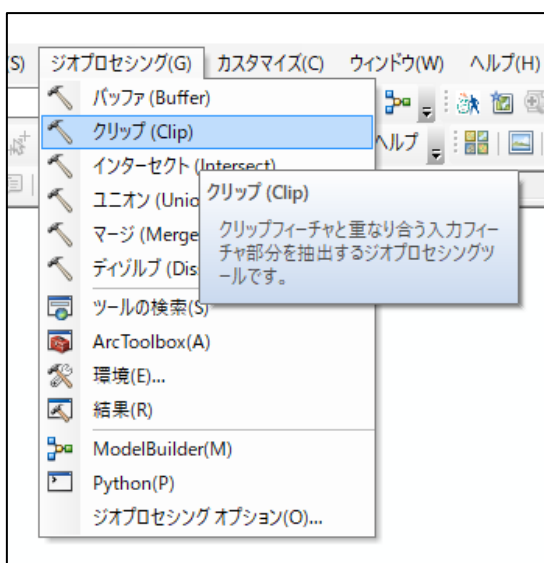 (S) ジオプロセシング(G) カスタマイズ(C) ウィンドウ(W) ヘルプ(H)
バッファ (Buffer)
クリップ (Clip)
ヘルプ
インターセクト (Intersect)
ユニオン (Unio
クリップ (Clip)
マージ (Merge
クリップフィーチャと重なり合う入力フィー
チャ部分を抽出するジオプロセシングツ
ールです。
ディゾルブ (Dis
ツールの検索(S)
ArcToolbox(A)
環境(E)...
結果(R)
ModelBuilder(M)
Python(P)
ジオプロセシング オプション(O)...